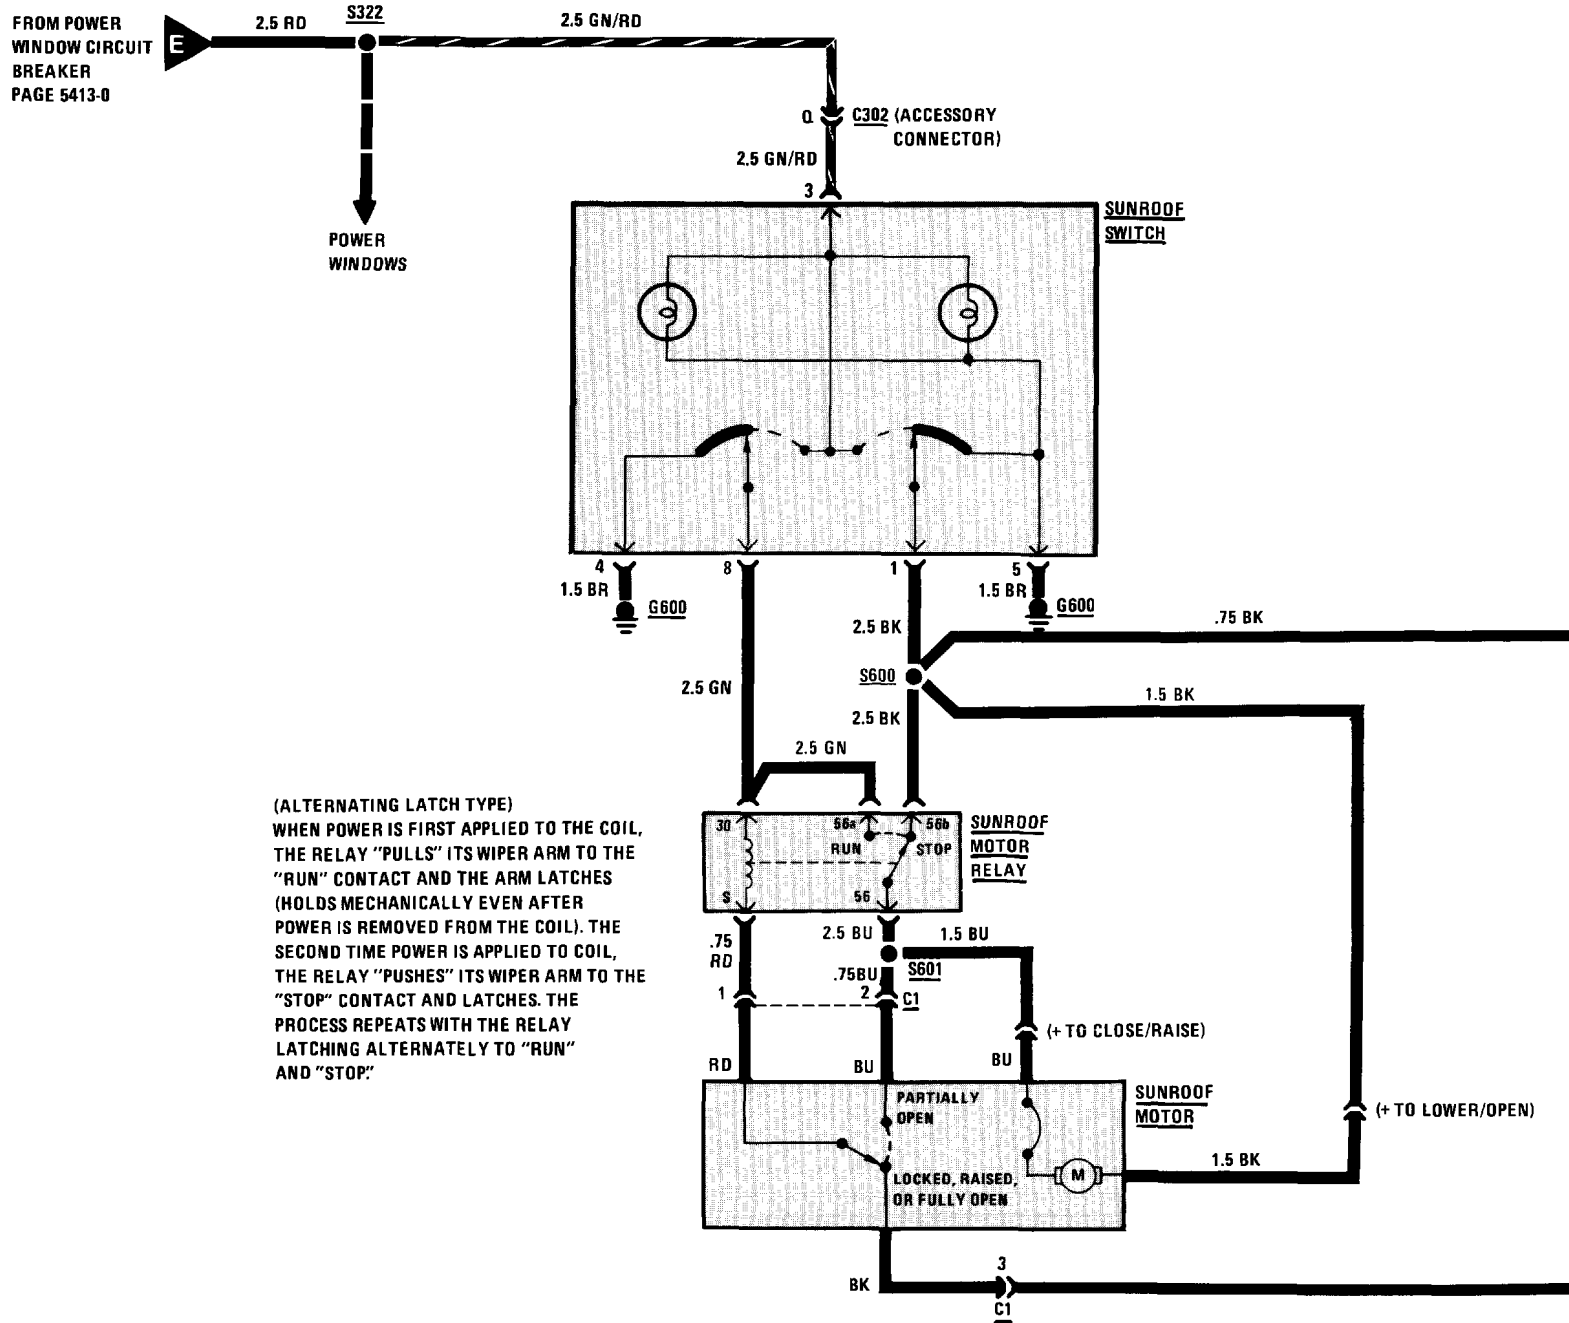 FROM POWER
WINDOW CIRCUIT
BREAKER
PAGE 5413-0
E
2.5 RD
S322
2.5 GN/RD
POWER
WINDOWS
Q
C302 (ACCESSORY
CONNECTOR)
2.5 GN/RD
3
SUNROOF
SWITCH
4
8
1
5
1.5 BR
G600
1.5 BR
G600
2.5 BK
.75 BK
S600
2.5 GN
1.5 BK
2.5 BK
2.5 GN
(ALTERNATING LATCH TYPE)
WHEN POWER IS FIRST APPLIED TO THE COIL,
THE RELAY "PULLS" ITS WIPER ARM TO THE
"RUN" CONTACT AND THE ARM LATCHES
(HOLDS MECHANICALLY EVEN AFTER
POWER IS REMOVED FROM THE COIL). THE
SECOND TIME POWER IS APPLIED TO COIL,
THE RELAY "PUSHES" ITS WIPER ARM TO THE
"STOP" CONTACT AND LATCHES. THE
PROCESS REPEATS WITH THE RELAY
LATCHING ALTERNATELY TO "RUN"
AND "STOP."
30
56a
56b
RUN
STOP
S
56
SUNROOF
MOTOR
RELAY
.75
RD
2.5 BU
1.5 BU
S601
.75BU
1
2
C1
(+ TO CLOSE/RAISE)
RD
BU
BU
PARTIALLY
OPEN
LOCKED, RAISED,
OR FULLY OPEN
M
SUNROOF
MOTOR
(+ TO LOWER/OPEN)
1.5 BK
BK
3
C1